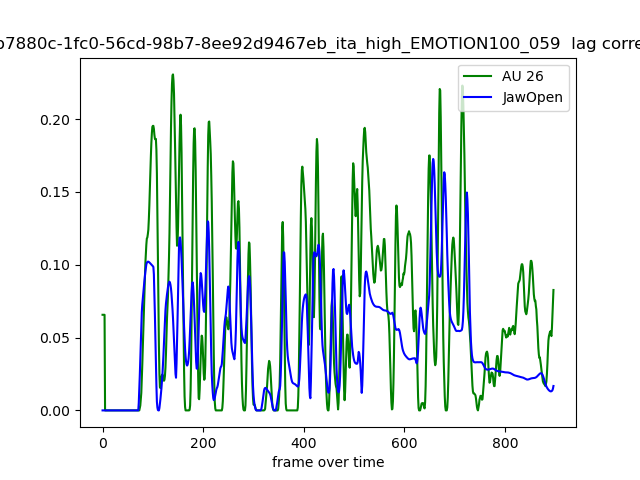 b7880c-1fc0-56cd-98b7-8ee92d9467eb_ita_high_EMOTION100_059  lag corre
AU 26
JawOpen
0.20
0.15
0.10
0.05
0.00
0 200 400 600 800
frame over time